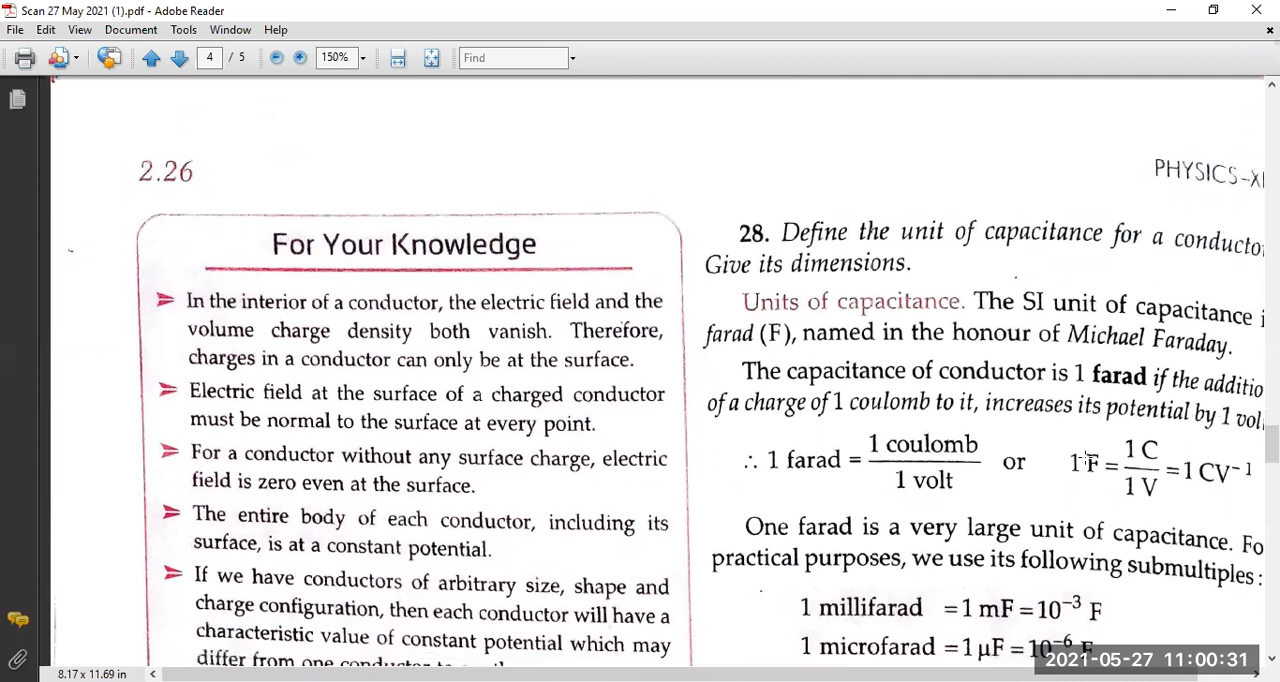 Scan 27 May 2021 (1).pdf - Adobe Reader
File Edit View Document Tools Window Help
4 / 5 150% Find
2.26
PHYSICS-XI
For Your Knowledge
➢ In the interior of a conductor, the electric field and the
volume charge density both vanish. Therefore,
charges in a conductor can only be at the surface.
➢ Electric field at the surface of a charged conductor
must be normal to the surface at every point.
➢ For a conductor without any surface charge, electric
field is zero even at the surface.
➢ The entire body of each conductor, including its
surface, is at a constant potential.
➢ If we have conductors of arbitrary size, shape and
charge configuration, then each conductor will have a
characteristic value of constant potential which may
differ from one
28. Define the unit of capacitance for a conductor
Give its dimensions.
Units of capacitance. The SI unit of capacitance i
farad (F), named in the honour of Michael Faraday.
The capacitance of conductor is 1 farad if the additio
of a charge of 1 coulomb to it, increases its potential by 1 vol
∴ 1 farad = 1 coulomb / 1 volt or 1 F = 1 C / 1 V = 1 CV⁻¹
One farad is a very large unit of capacitance. Fo
practical purposes, we use its following submultiples :
1 millifarad = 1 mF = 10⁻³ F
1 microfarad = 1 μF = 10⁻⁶ F
2021-05-27 11:00:31
8.17 x 11.69 in